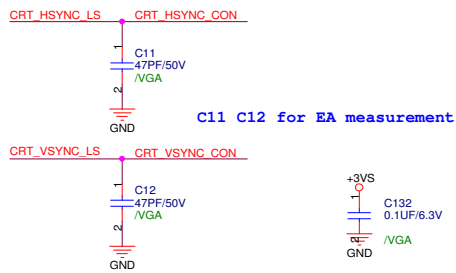 CRT_HSYNC_LS CRT_HSYNC_CON
1
C11
47PF/50V
/VGA
2
GND
C11 C12 for EA measurement
CRT_VSYNC_LS CRT_VSYNC_CON
1
C12
47PF/50V
/VGA
2
GND
+3VS
1
C132
0.1UF/6.3V
2
/VGA
GND